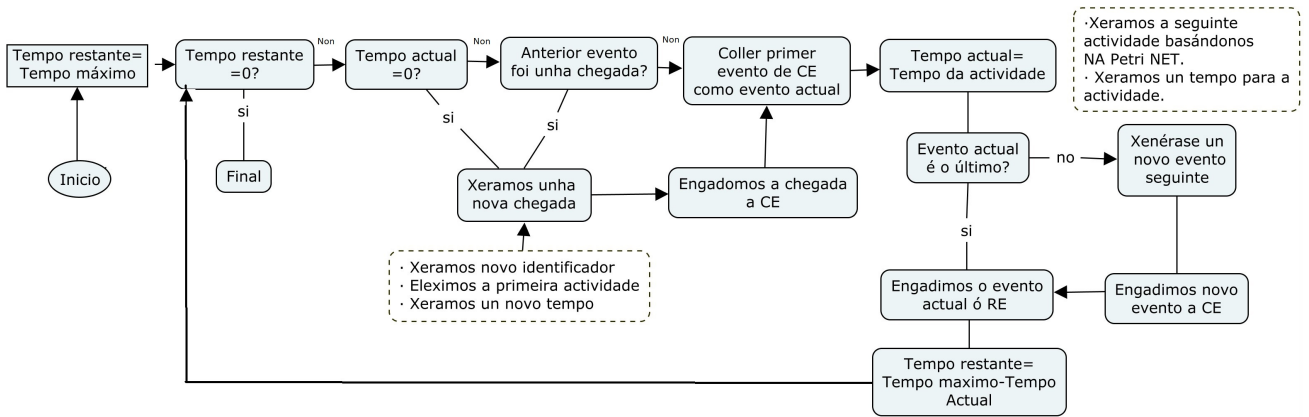 Tempo restante=
Tempo máximo
Inicio
Tempo restante
=0?
si
Final
Non
Tempo actual
=0?
si
Non
Anterior evento
foi unha chegada?
si
Non
Xeramos unha
nova chegada
· Xeramos novo identificador
· Eleximos a primeira actividade
· Xeramos un novo tempo
Engadomos a chegada
a CE
Coller primer
evento de CE
como evento actual
Tempo actual=
Tempo da actividade
·Xeramos a seguinte
actividade basándonos
NA Petri NET.
· Xeramos un tempo para a
actividade.
Evento actual
é o último?
no
Xenérase un
novo evento
seguinte
si
Engadimos novo
evento a CE
Engadimos o evento
actual ó RE
Tempo restante=
Tempo maximo-Tempo
Actual